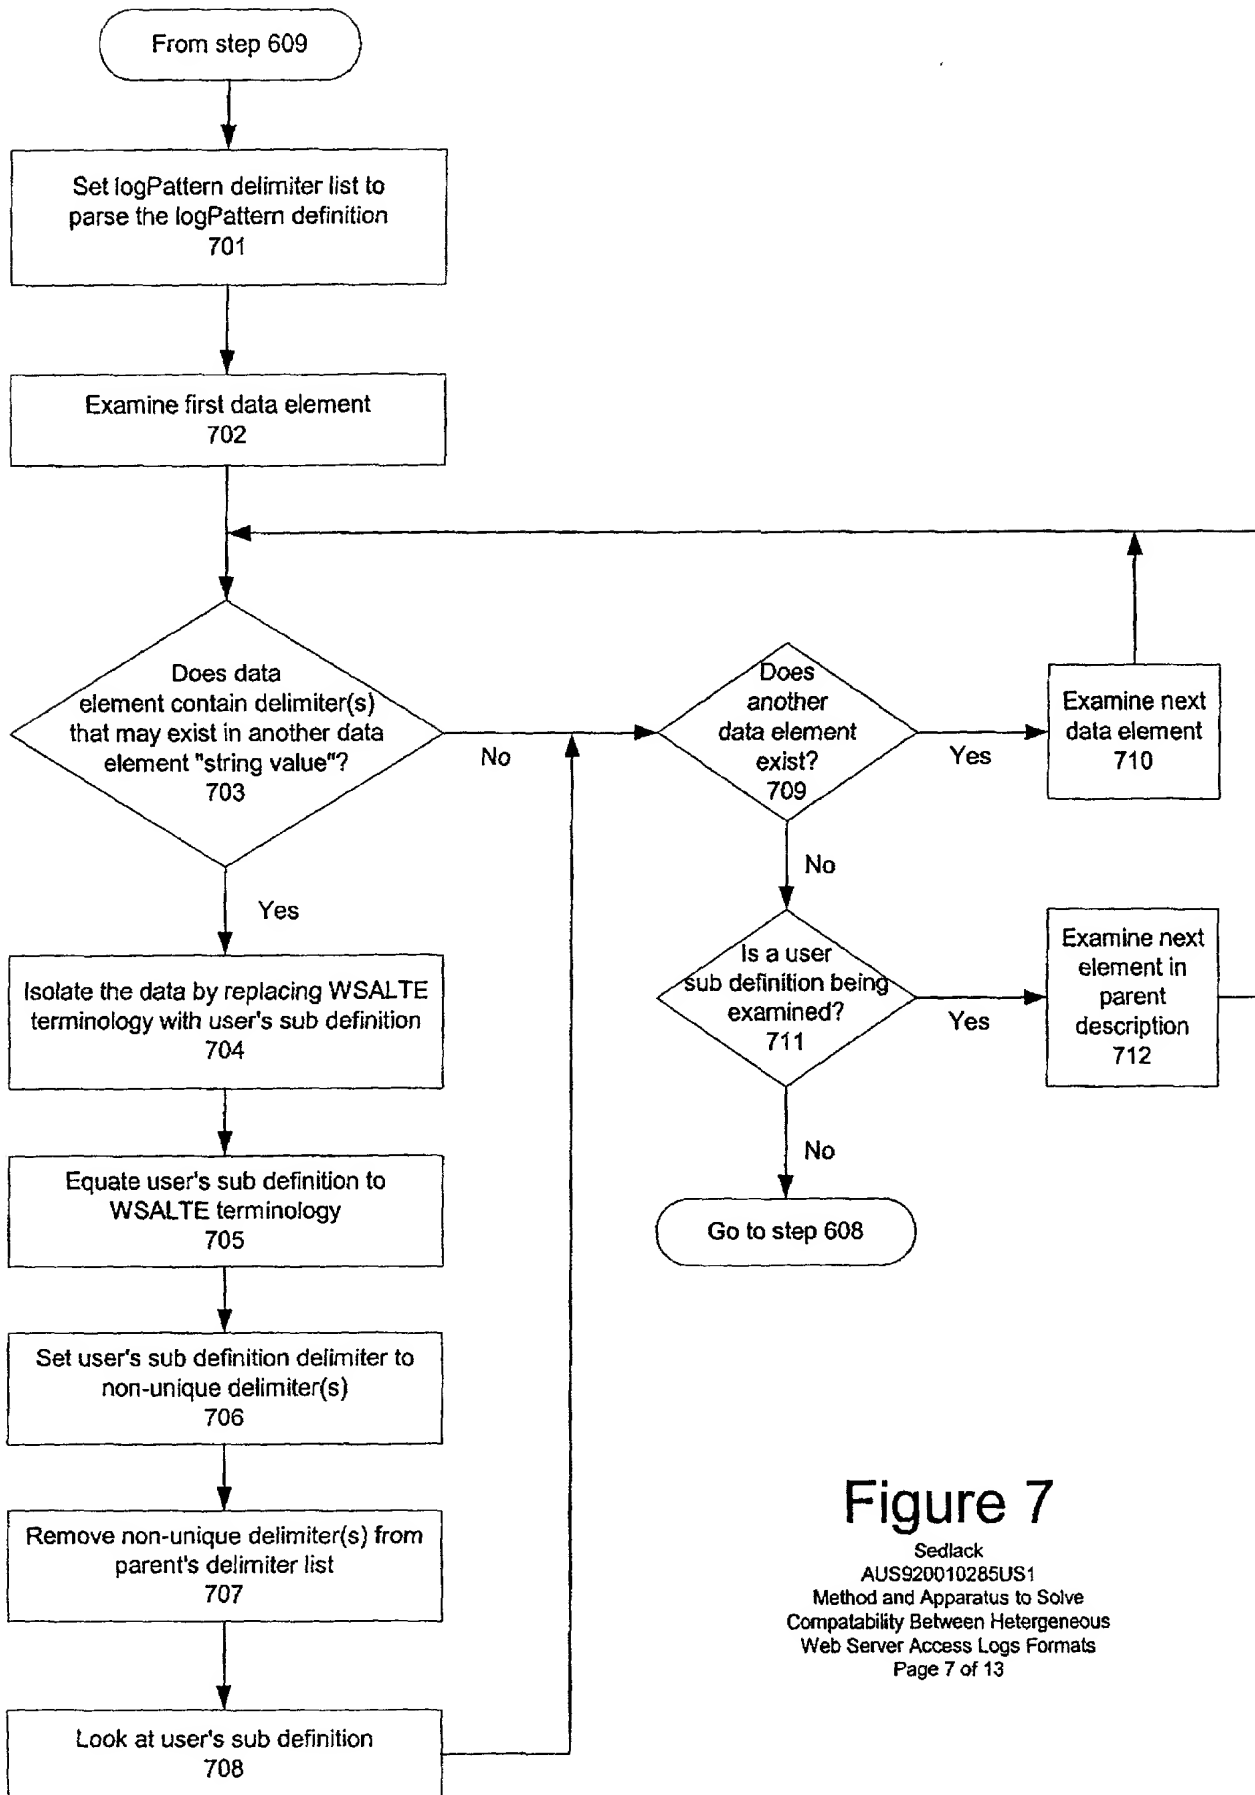 From step 609
Set logPattern delimiter list to
parse the logPattern definition
701
Examine first data element
702
Does data
element contain delimiter(s)
that may exist in another data
element "string value"?
703
No
Yes
Isolate the data by replacing WSALTE
terminology with user's sub definition
704
Equate user's sub definition to
WSALTE terminology
705
Set user's sub definition delimiter to
non-unique delimiter(s)
706
Remove non-unique delimiter(s) from
parent's delimiter list
707
Look at user's sub definition
708
Does
another
data element
exist?
709
Yes
Examine next
data element
710
No
Is a user
sub definition being
examined?
711
Yes
Examine next
element in
parent
description
712
No
Go to step 608
Figure 7
Sedlack
AUS920010285US1
Method and Apparatus to Solve
Compatability Between Hetergeneous
Web Server Access Logs Formats
Page 7 of 13